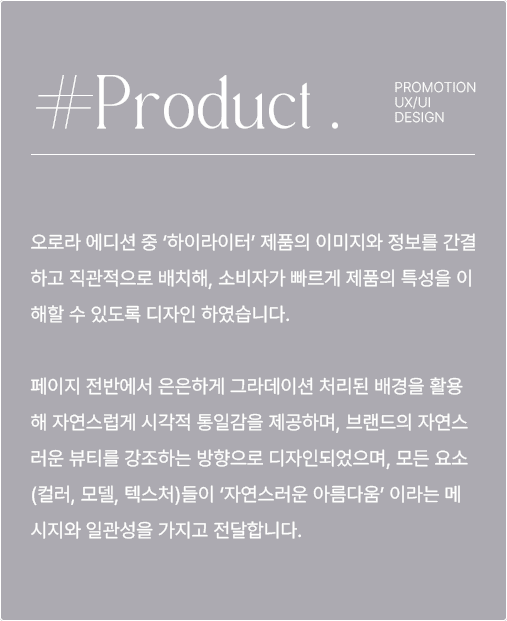 #Product .
PROMOTION
UX/UI
DESIGN
오로라 에디션 중 ‘하이라이터’ 제품의 이미지와 정보를 간결
하고 직관적으로 배치해, 소비자가 빠르게 제품의 특성을 이
해할 수 있도록 디자인 하였습니다.
페이지 전반에서 은은하게 그라데이션 처리된 배경을 활용
해 자연스럽게 시각적 통일감을 제공하며, 브랜드의 자연스
러운 뷰티를 강조하는 방향으로 디자인되었으며, 모든 요소
(컬러, 모델, 텍스처)들이 ‘자연스러운 아름다움’ 이라는 메
시지와 일관성을 가지고 전달합니다.